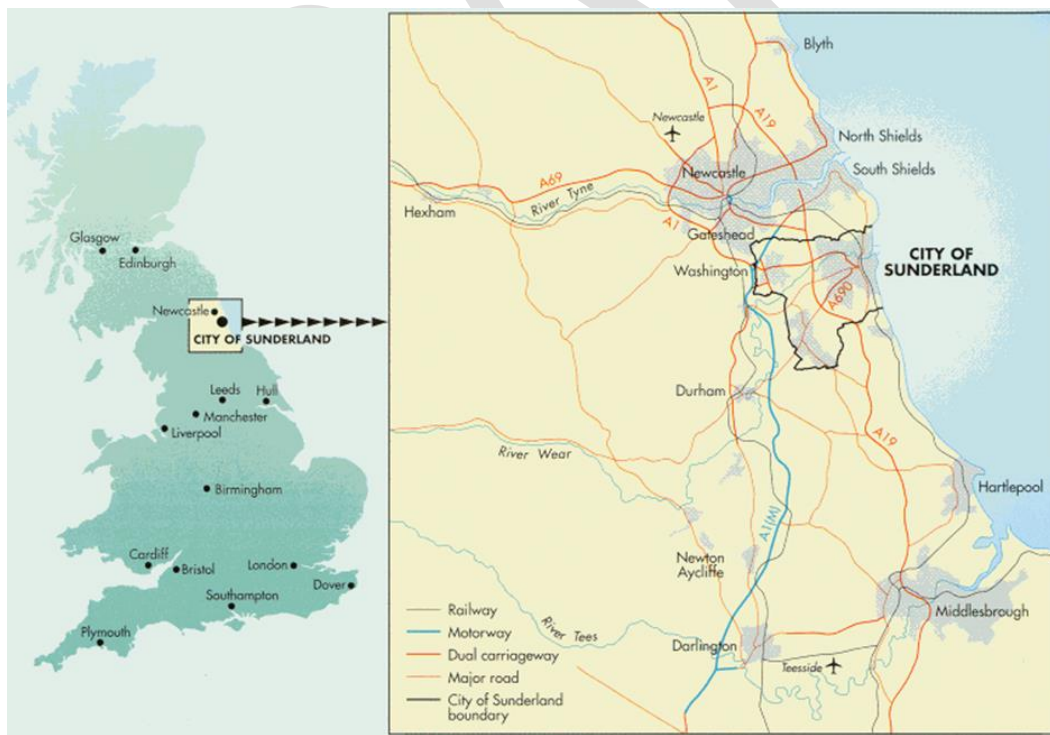 Glasgow
Edinburgh
Newcastle
CITY OF SUNDERLAND
Leeds
Hull
Manchester
Liverpool
Birmingham
Cardiff
Bristol
London
Dover
Southampton
Plymouth
Blyth
A1
A19
Newcastle
North Shields
Newcastle
South Shields
A69
River Tyne
Hexham
A1
Gateshead
CITY OF
SUNDERLAND
Washington
A690
Durham
A19
River Wear
Hartlepool
A1(M)
Newton
Aycliffe
Middlesbrough
River Tees
Darlington
Teesside
Railway
Motorway
Dual carriageway
Major road
City of Sunderland
boundary